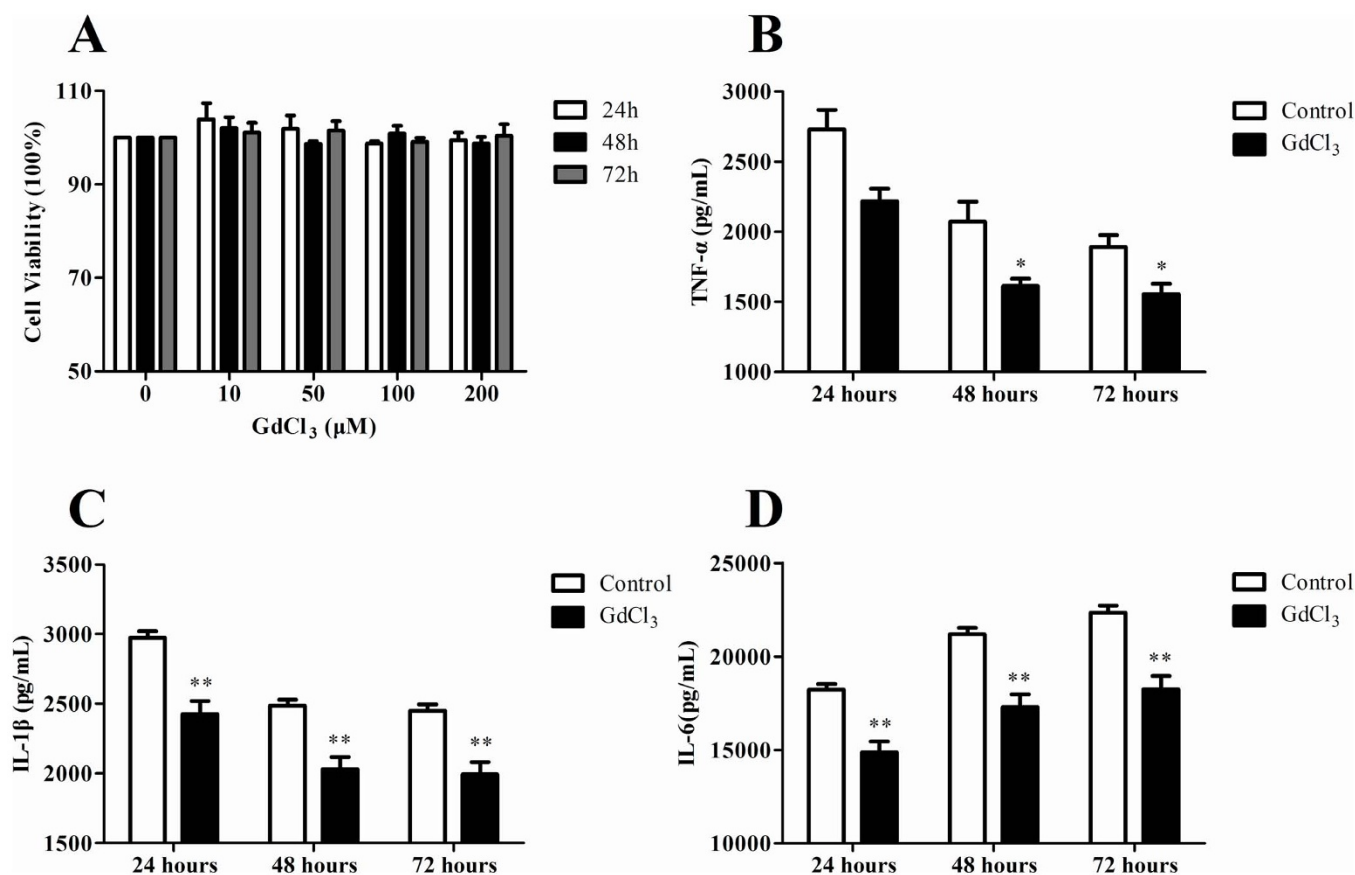 A
Cell Viability (100%)
110
90
70
50
0 10 50 100 200
GdCl3 (μM)
24h
48h
72h
B
TNF-α (pg/mL)
3000
2500
2000
1500
1000
* *
24 hours 48 hours 72 hours
Control
GdCl3
C
IL-1β (pg/mL)
3500
3000
2500
2000
1500
** ** **
24 hours 48 hours 72 hours
Control
GdCl3
D
IL-6(pg/mL)
25000
20000
15000
10000
** ** **
24 hours 48 hours 72 hours
Control
GdCl3